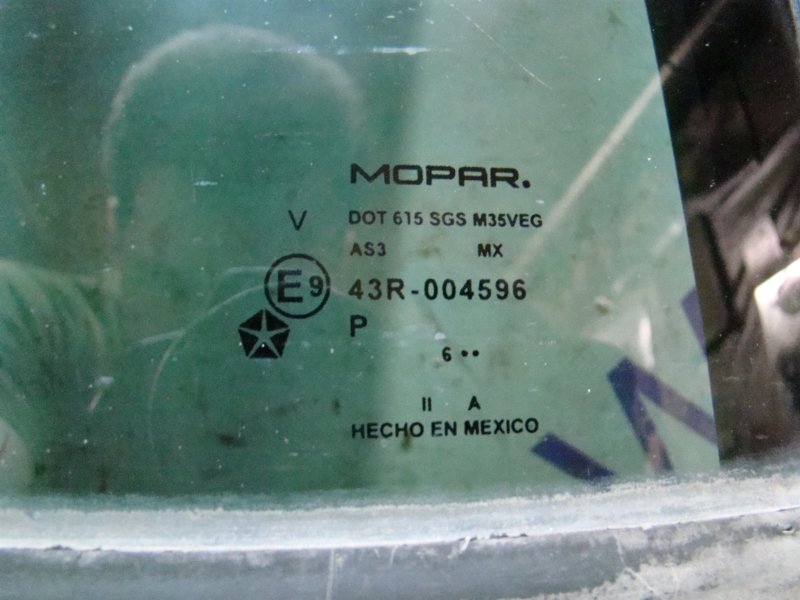 MOPAR.
V DOT 615 SGS M35VEG
AS3 MX
E9 43R-004596
P
6 ••
II A
HECHO EN MEXICO